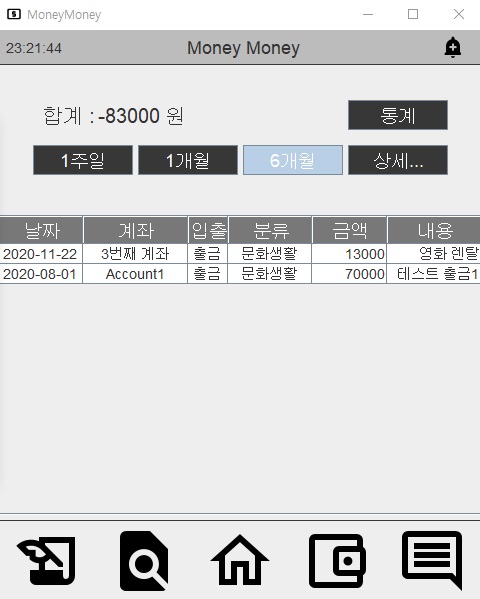 MoneyMoney
23:21:44 Money Money
합계 : -83000 원 통계
1주일 1개월 6개월 상세...
날짜 계좌 입출 분류 금액 내용
2020-11-22 3번째 계좌 출금 문화생활 13000 영화 렌탈
2020-08-01 Account1 출금 문화생활 70000 테스트 출금1